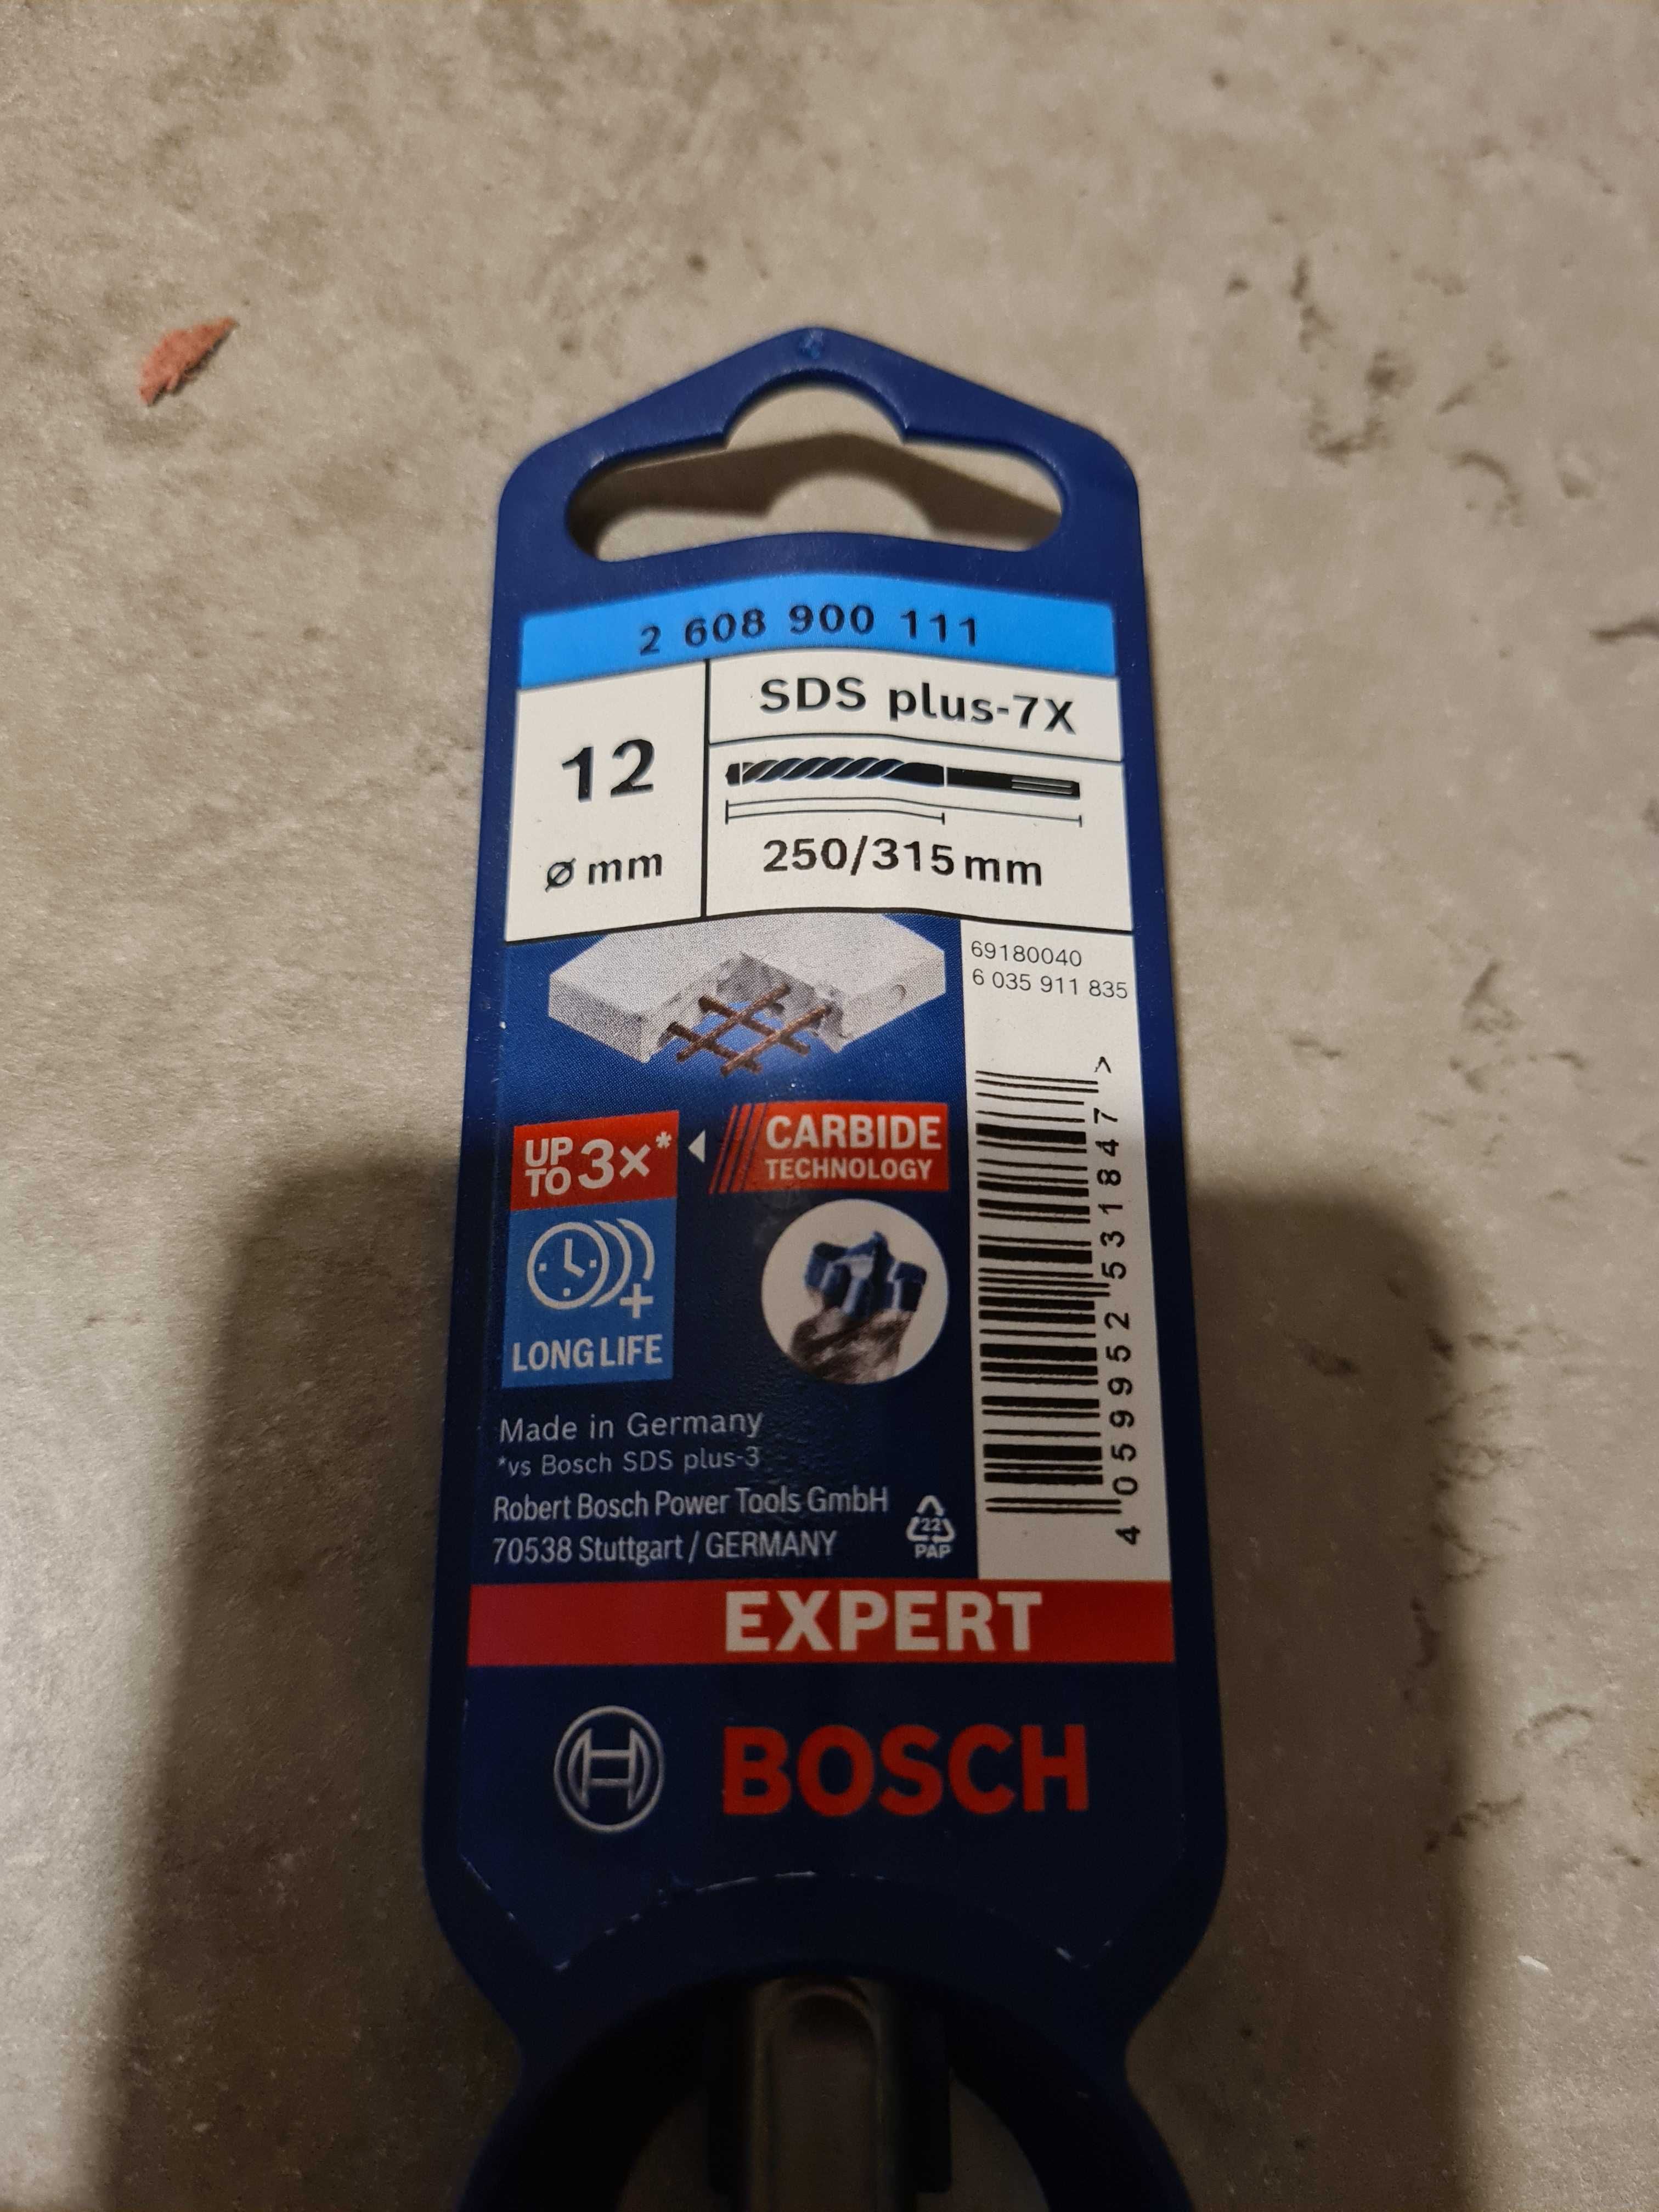 2 608 900 111
SDS plus-7X
12
Ø mm
250/315 mm
69180040
6 035 911 835
UP TO 3x*
CARBIDE
TECHNOLOGY
LONG LIFE
4 059952 531847 >
Made in Germany
*vs Bosch SDS plus-3
Robert Bosch Power Tools GmbH
70538 Stuttgart / GERMANY
22
PAP
EXPERT
BOSCH